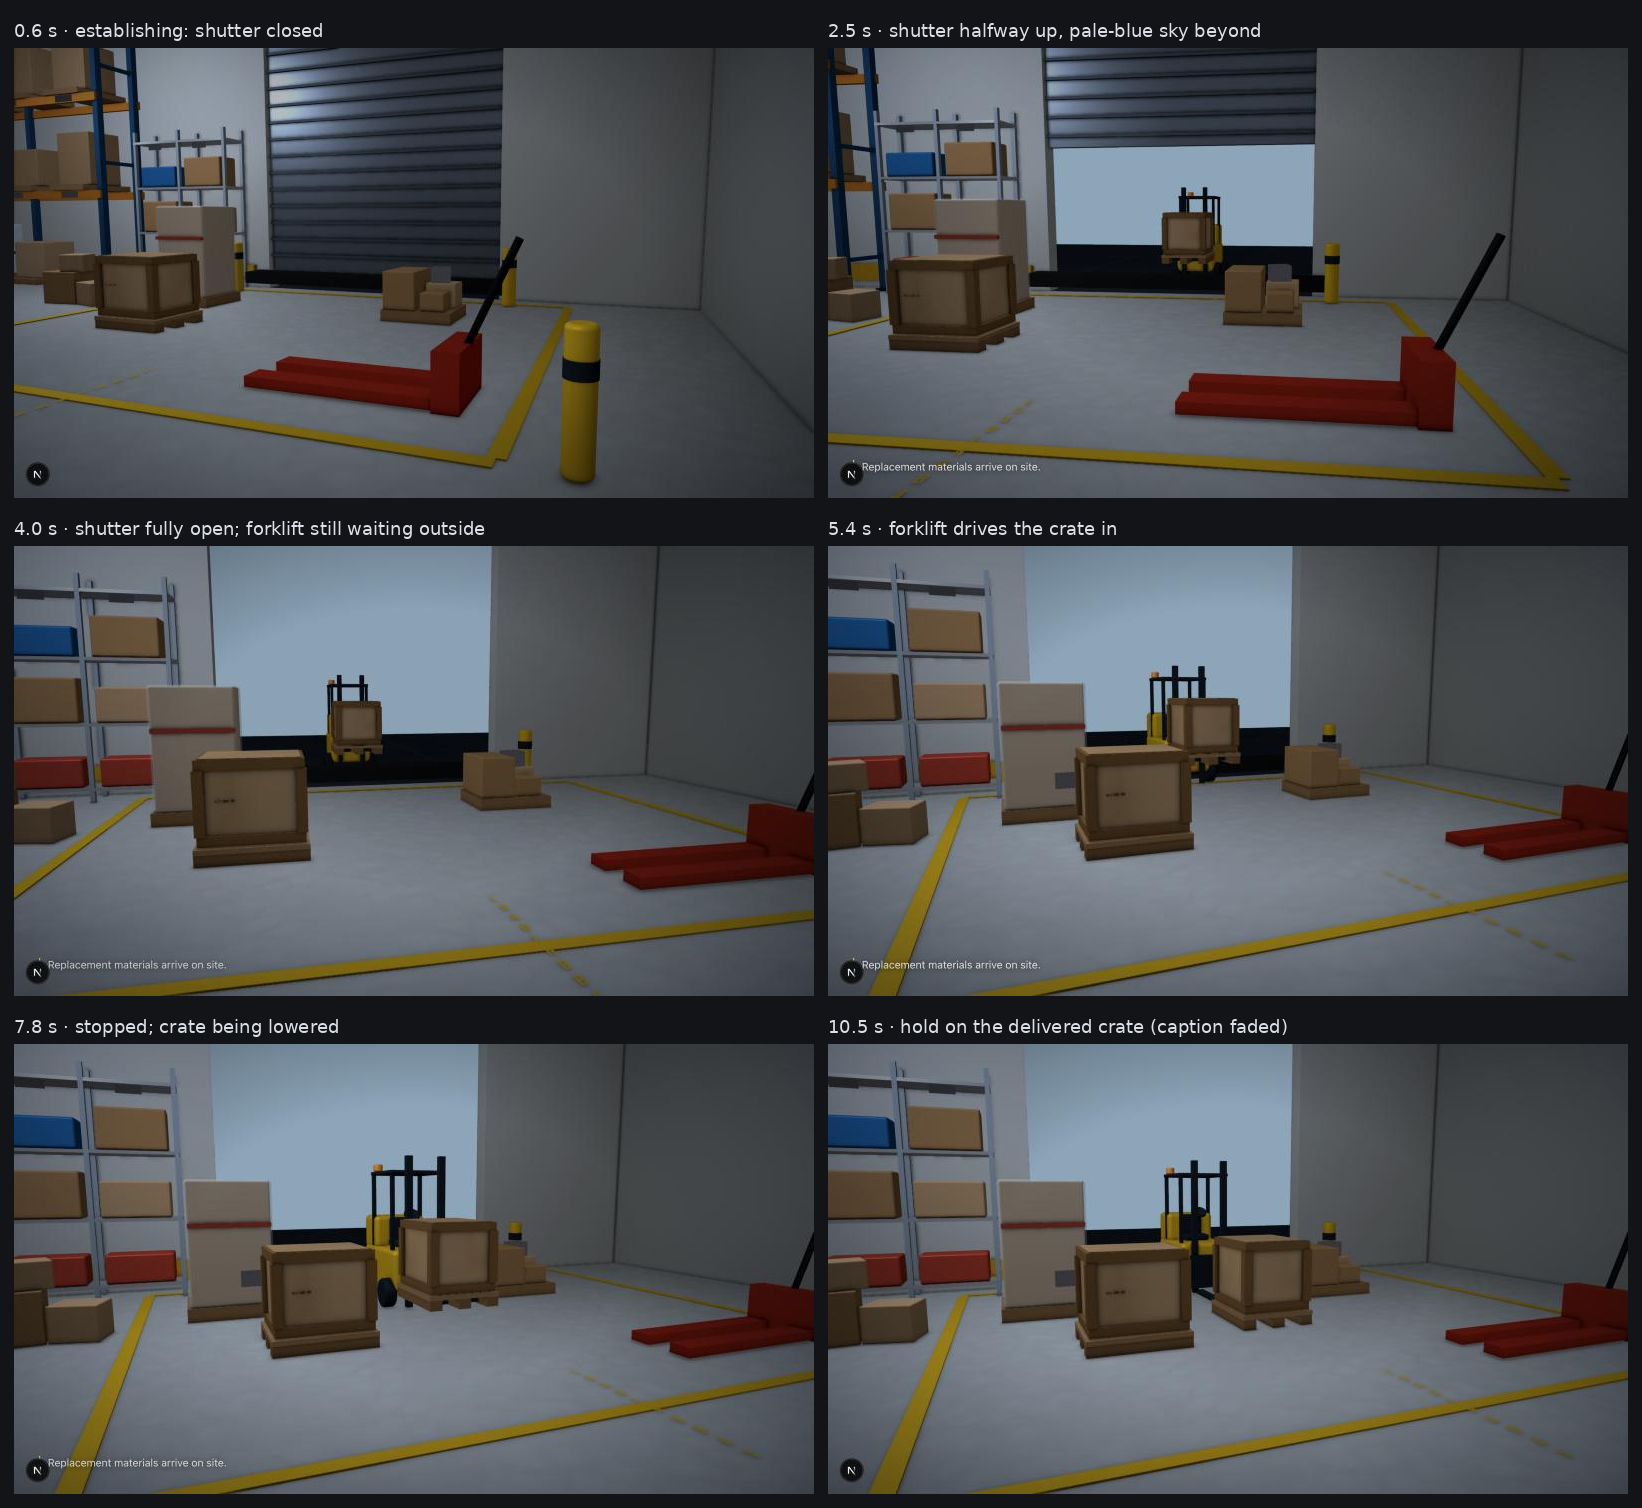 0.6 s · establishing: shutter closed
2.5 s · shutter halfway up, pale-blue sky beyond
N
N
Replacement materials arrive on site.
4.0 s · shutter fully open; forklift still waiting outside
5.4 s · forklift drives the crate in
N
Replacement materials arrive on site.
N
Replacement materials arrive on site.
7.8 s · stopped; crate being lowered
10.5 s · hold on the delivered crate (caption faded)
N
Replacement materials arrive on site.
N